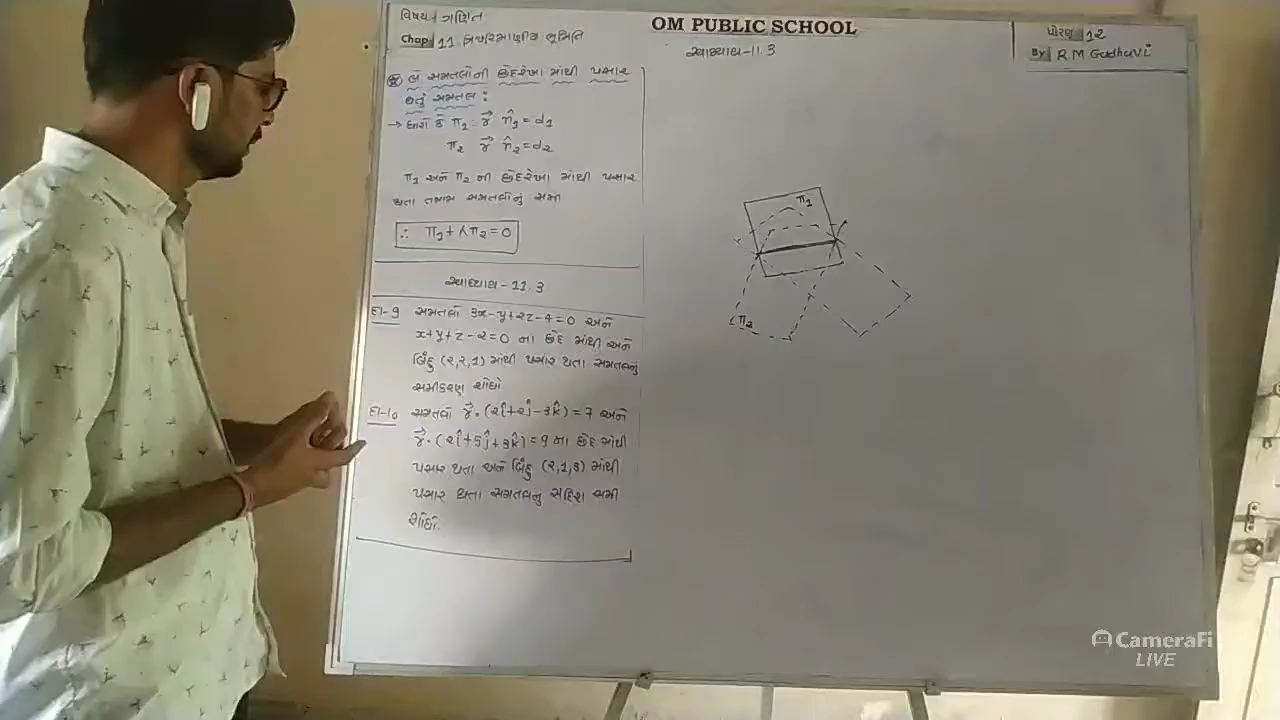 વિષય ગણિત
OM PUBLIC SCHOOL
ધોરણ 12
Chap 11 ત્રિપરિમાણીય ભૂમિતિ
સ્વાધ્યાય-11.3
By R.M Gadhavi
બે સમતલોની છેદરેખા માંથી પસાર
થતું સમતલ :
→ ધારો કે π1 : r⃗ n̂1 = d1
π2 r⃗ n̂2 = d2
π1 અને π2 ની છેદરેખા માંથી પસાર
થતા તમામ સમતલોનું સમી
∴ π1 + λπ2 = 0
સ્વાધ્યાય-11.3
દા-9 સમતલો 3x-y+2z-4=0 અને
x+y+z-2=0 ના છેદ માંથી અને
બિંદુ (2,2,1) માંથી પસાર થતા સમતલનું
સમીકરણ શોધો.
દા-10 સમતલો r⃗.(2î+2ĵ-3k̂)=7 અને
r⃗.(2î+5ĵ+3k̂)=9 ના છેદ માંથી
પસાર થતા અને બિંદુ (2,1,3) માંથી
પસાર થતા સમતલનું સદિશ સમી
શોધો.
π1
π2
CameraFi
LIVE